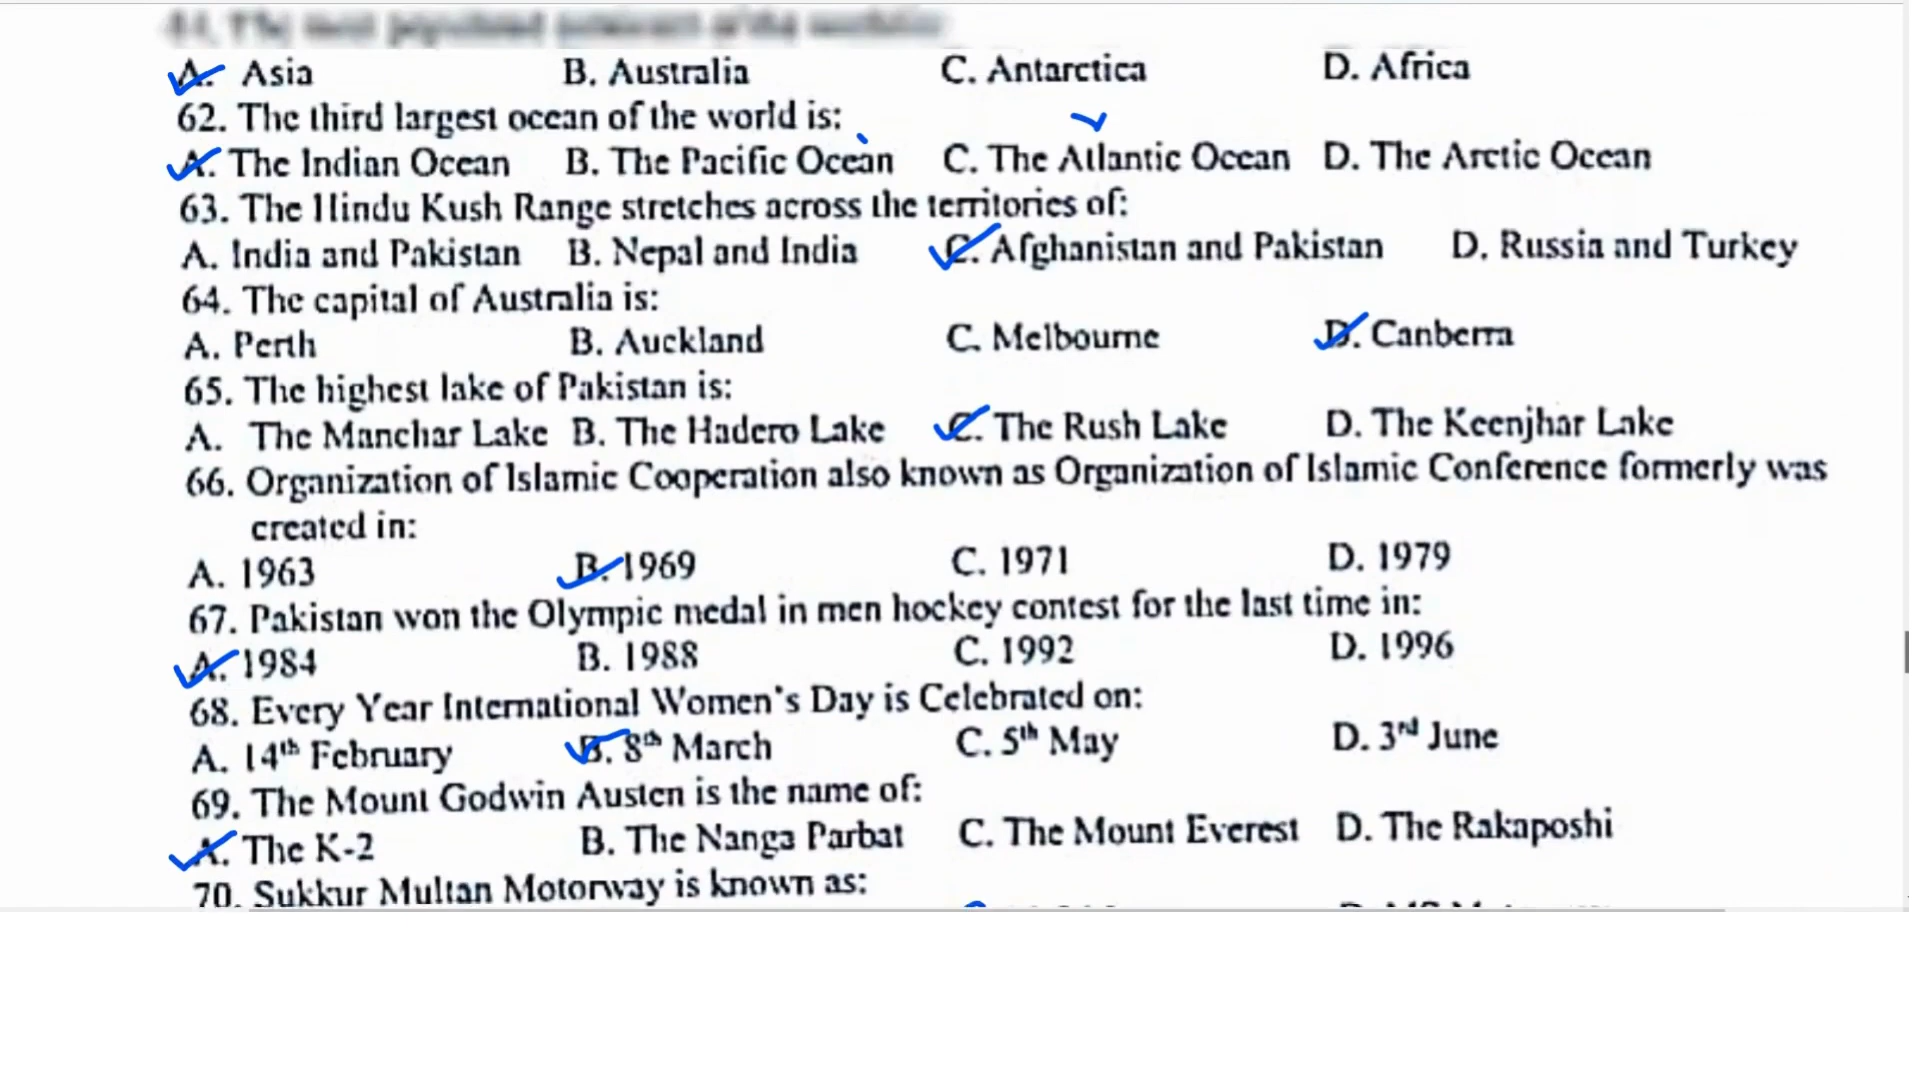 A. Asia B. Australia C. Antarctica D. Africa
62. The third largest ocean of the world is:
A. The Indian Ocean B. The Pacific Ocean C. The Atlantic Ocean D. The Arctic Ocean
63. The Hindu Kush Range stretches across the territories of:
A. India and Pakistan B. Nepal and India C. Afghanistan and Pakistan D. Russia and Turkey
64. The capital of Australia is:
A. Perth B. Auckland C. Melbourne D. Canberra
65. The highest lake of Pakistan is:
A. The Manchar Lake B. The Hadero Lake C. The Rush Lake D. The Keenjhar Lake
66. Organization of Islamic Cooperation also known as Organization of Islamic Conference formerly was
created in:
A. 1963 B. 1969 C. 1971 D. 1979
67. Pakistan won the Olympic medal in men hockey contest for the last time in:
A. 1984 B. 1988 C. 1992 D. 1996
68. Every Year International Women's Day is Celebrated on:
A. 14th February B. 8th March C. 5th May D. 3rd June
69. The Mount Godwin Austen is the name of:
A. The K-2 B. The Nanga Parbat C. The Mount Everest D. The Rakaposhi
70. Sukkur Multan Motorway is known as: